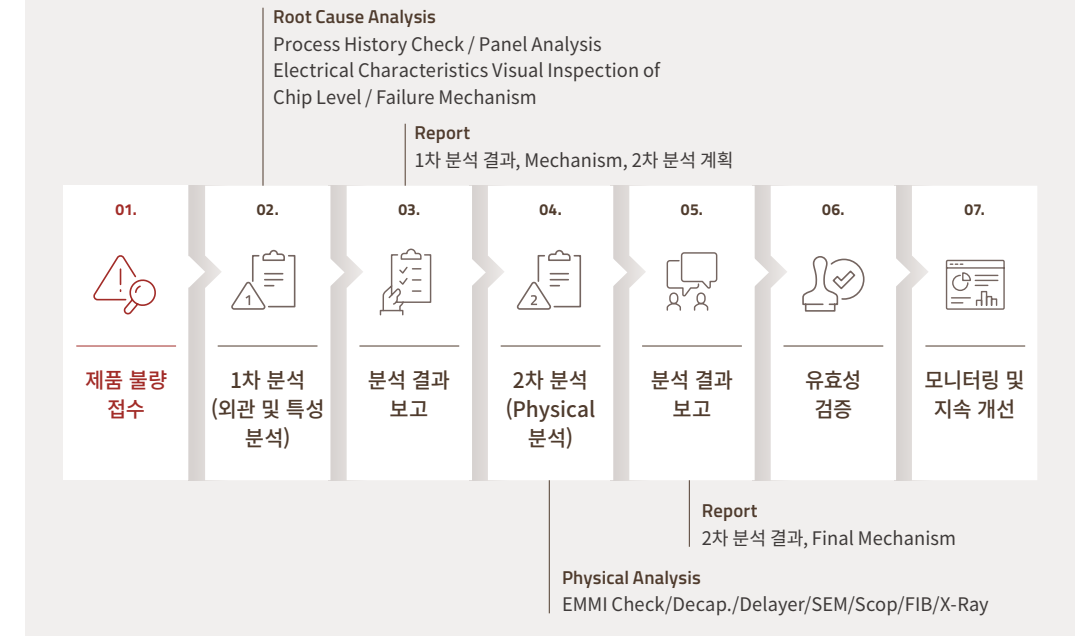 Root Cause Analysis
Process History Check / Panel Analysis
Electrical Characteristics Visual Inspection of
Chip Level / Failure Mechanism
Report
1차 분석 결과, Mechanism, 2차 분석 계획
01.
제품 불량
접수
02.
1
1차 분석
(외관 및 특성
분석)
03.
분석 결과
보고
04.
2
2차 분석
(Physical
분석)
05.
분석 결과
보고
06.
유효성
검증
07.
모니터링 및
지속 개선
Report
2차 분석 결과, Final Mechanism
Physical Analysis
EMMI Check/Decap./Delayer/SEM/Scop/FIB/X-Ray